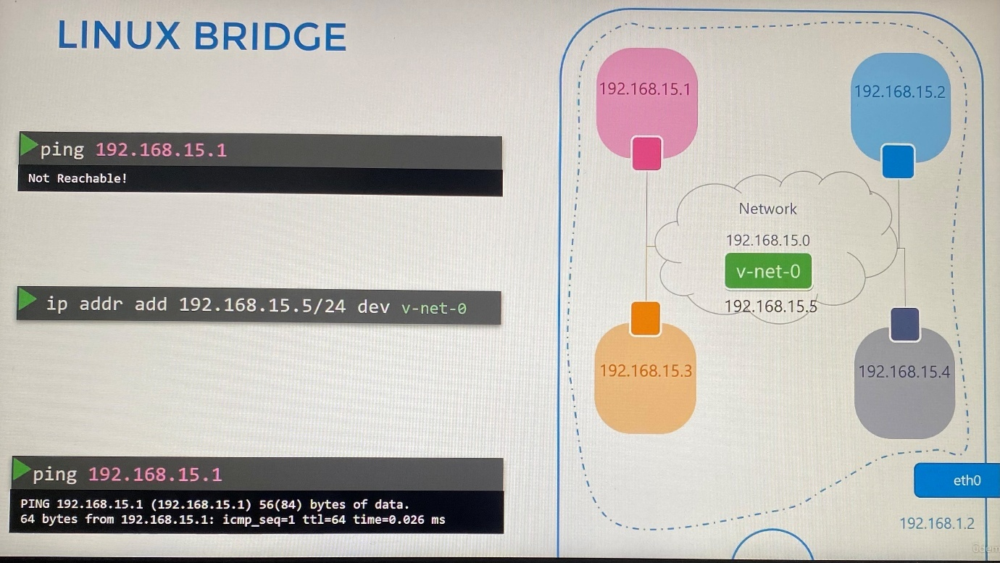 LINUX BRIDGE
ping 192.168.15.1
Not Reachable!
ip addr add 192.168.15.5/24 dev v-net-0
ping 192.168.15.1
PING 192.168.15.1 (192.168.15.1) 56(84) bytes of data.
64 bytes from 192.168.15.1: icmp_seq=1 ttl=64 time=0.026 ms
192.168.15.1
192.168.15.2
Network
192.168.15.0
v-net-0
192.168.15.5
192.168.15.3
192.168.15.4
eth0
192.168.1.2